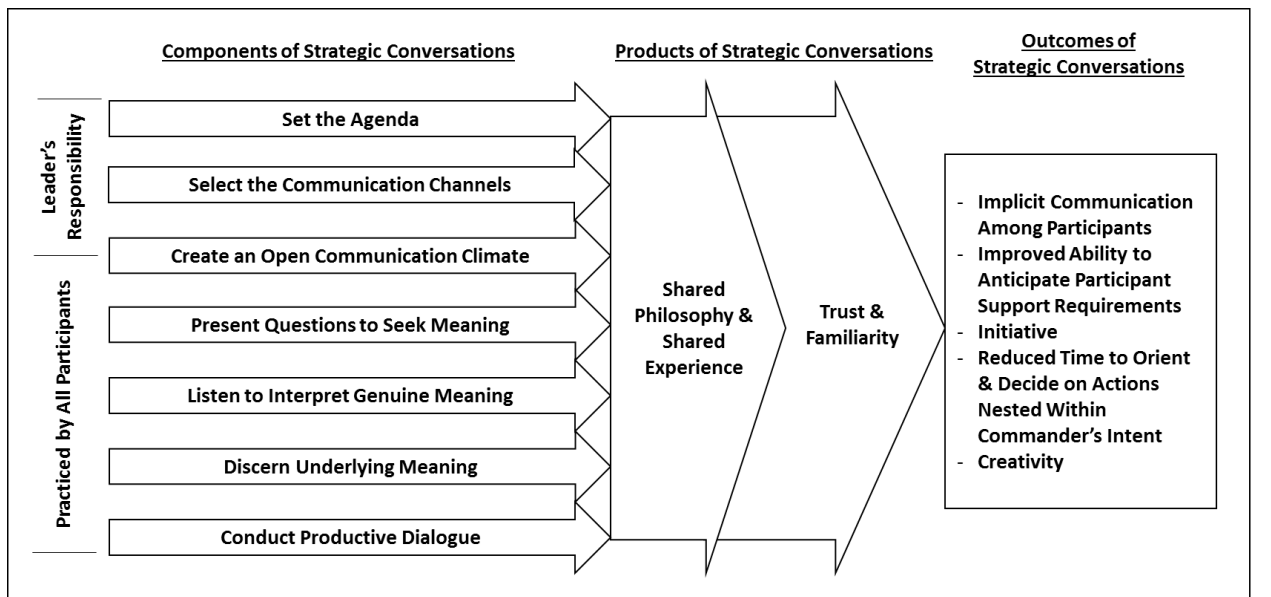 Components of Strategic Conversations
Products of Strategic Conversations
Outcomes of
Strategic Conversations
Leader’s
Responsibility
Practiced by All Participants
Set the Agenda
Select the Communication Channels
Create an Open Communication Climate
Present Questions to Seek Meaning
Listen to Interpret Genuine Meaning
Discern Underlying Meaning
Conduct Productive Dialogue
Shared
Philosophy &
Shared
Experience
Trust &
Familiarity
- Implicit Communication
Among Participants
- Improved Ability to
Anticipate Participant
Support Requirements
- Initiative
- Reduced Time to Orient
& Decide on Actions
Nested Within
Commander’s Intent
- Creativity